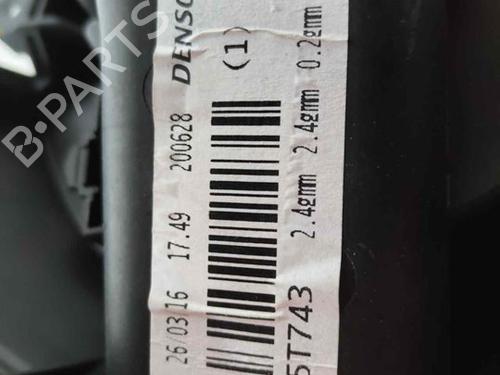 26/03/16 17.49 200628 DENSO
(1)
5T743 2.4gmm 2.4gmm 0.2gmm
B-PARTS